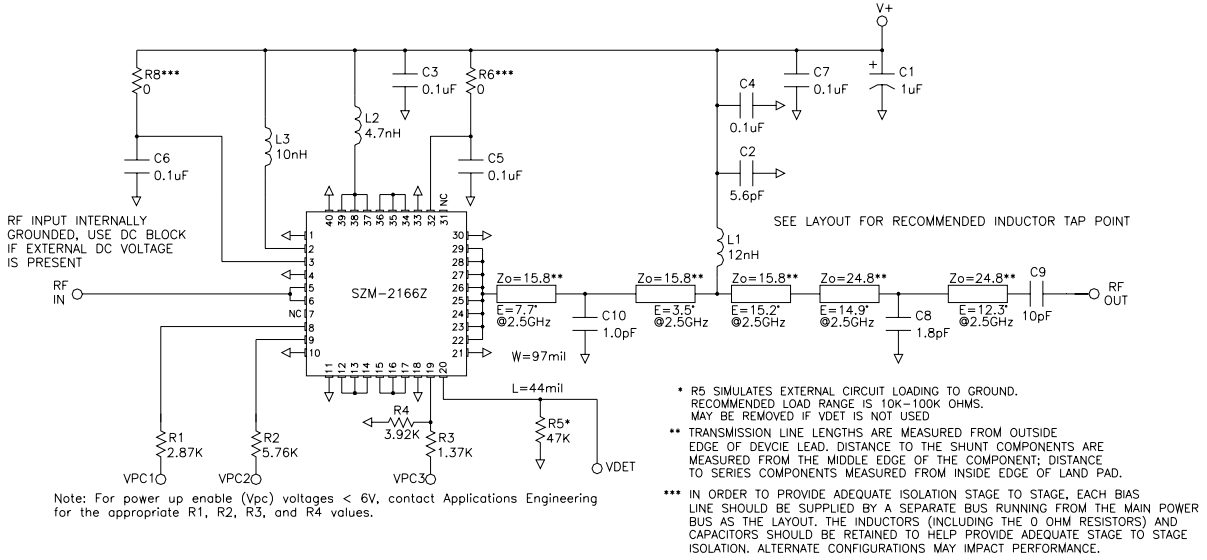 V+
R8***
0
C6
0.1uF
L3
10nH
L2
4.7nH
C3
0.1uF
R6***
0
C5
0.1uF
C4
0.1uF
C2
5.6pF
C7
0.1uF
+
C1
1uF
L1
12nH
RF INPUT INTERNALLY
GROUNDED, USE DC BLOCK
IF EXTERNAL DC VOLTAGE
IS PRESENT
SEE LAYOUT FOR RECOMMENDED INDUCTOR TAP POINT
40 39 38 37 36 35 34 33 32 31 NC
1
2
3
4
5
6
NC 7
8
9
10
SZM-2166Z
30
29
28
27
26
25
24
23
22
21
11 12 13 14 15 16 17 18 19 20
RF
IN
Zo=15.8**
E=7.7°
@2.5GHz
C10
1.0pF
Zo=15.8**
E=3.5°
@2.5GHz
Zo=15.8**
E=15.2°
@2.5GHz
Zo=24.8**
E=14.9°
@2.5GHz
C8
1.8pF
Zo=24.8**
E=12.3°
@2.5GHz
C9
10pF
RF
OUT
W=97mil
L=44mil
R1
2.87K
VPC1
R2
5.76K
VPC2
R4
3.92K
R3
1.37K
VPC3
R5*
47K
VDET
Note: For power up enable (Vpc) voltages < 6V, contact Applications Engineering
for the appropriate R1, R2, R3, and R4 values.
* R5 SIMULATES EXTERNAL CIRCUIT LOADING TO GROUND.
RECOMMENDED LOAD RANGE IS 10K-100K OHMS.
MAY BE REMOVED IF VDET IS NOT USED
** TRANSMISSION LINE LENGTHS ARE MEASURED FROM OUTSIDE
EDGE OF DEVCIE LEAD. DISTANCE TO THE SHUNT COMPONENTS ARE
MEASURED FROM THE MIDDLE EDGE OF THE COMPONENT; DISTANCE
TO SERIES COMPONENTS MEASURED FROM INSIDE EDGE OF LAND PAD.
*** IN ORDER TO PROVIDE ADEQUATE ISOLATION STAGE TO STAGE, EACH BIAS
LINE SHOULD BE SUPPLIED BY A SEPARATE BUS RUNNING FROM THE MAIN POWER
BUS AS THE LAYOUT. THE INDUCTORS (INCLUDING THE 0 OHM RESISTORS) AND
CAPACITORS SHOULD BE RETAINED TO HELP PROVIDE ADEQUATE STAGE TO STAGE
ISOLATION. ALTERNATE CONFIGURATIONS MAY IMPACT PERFORMANCE.